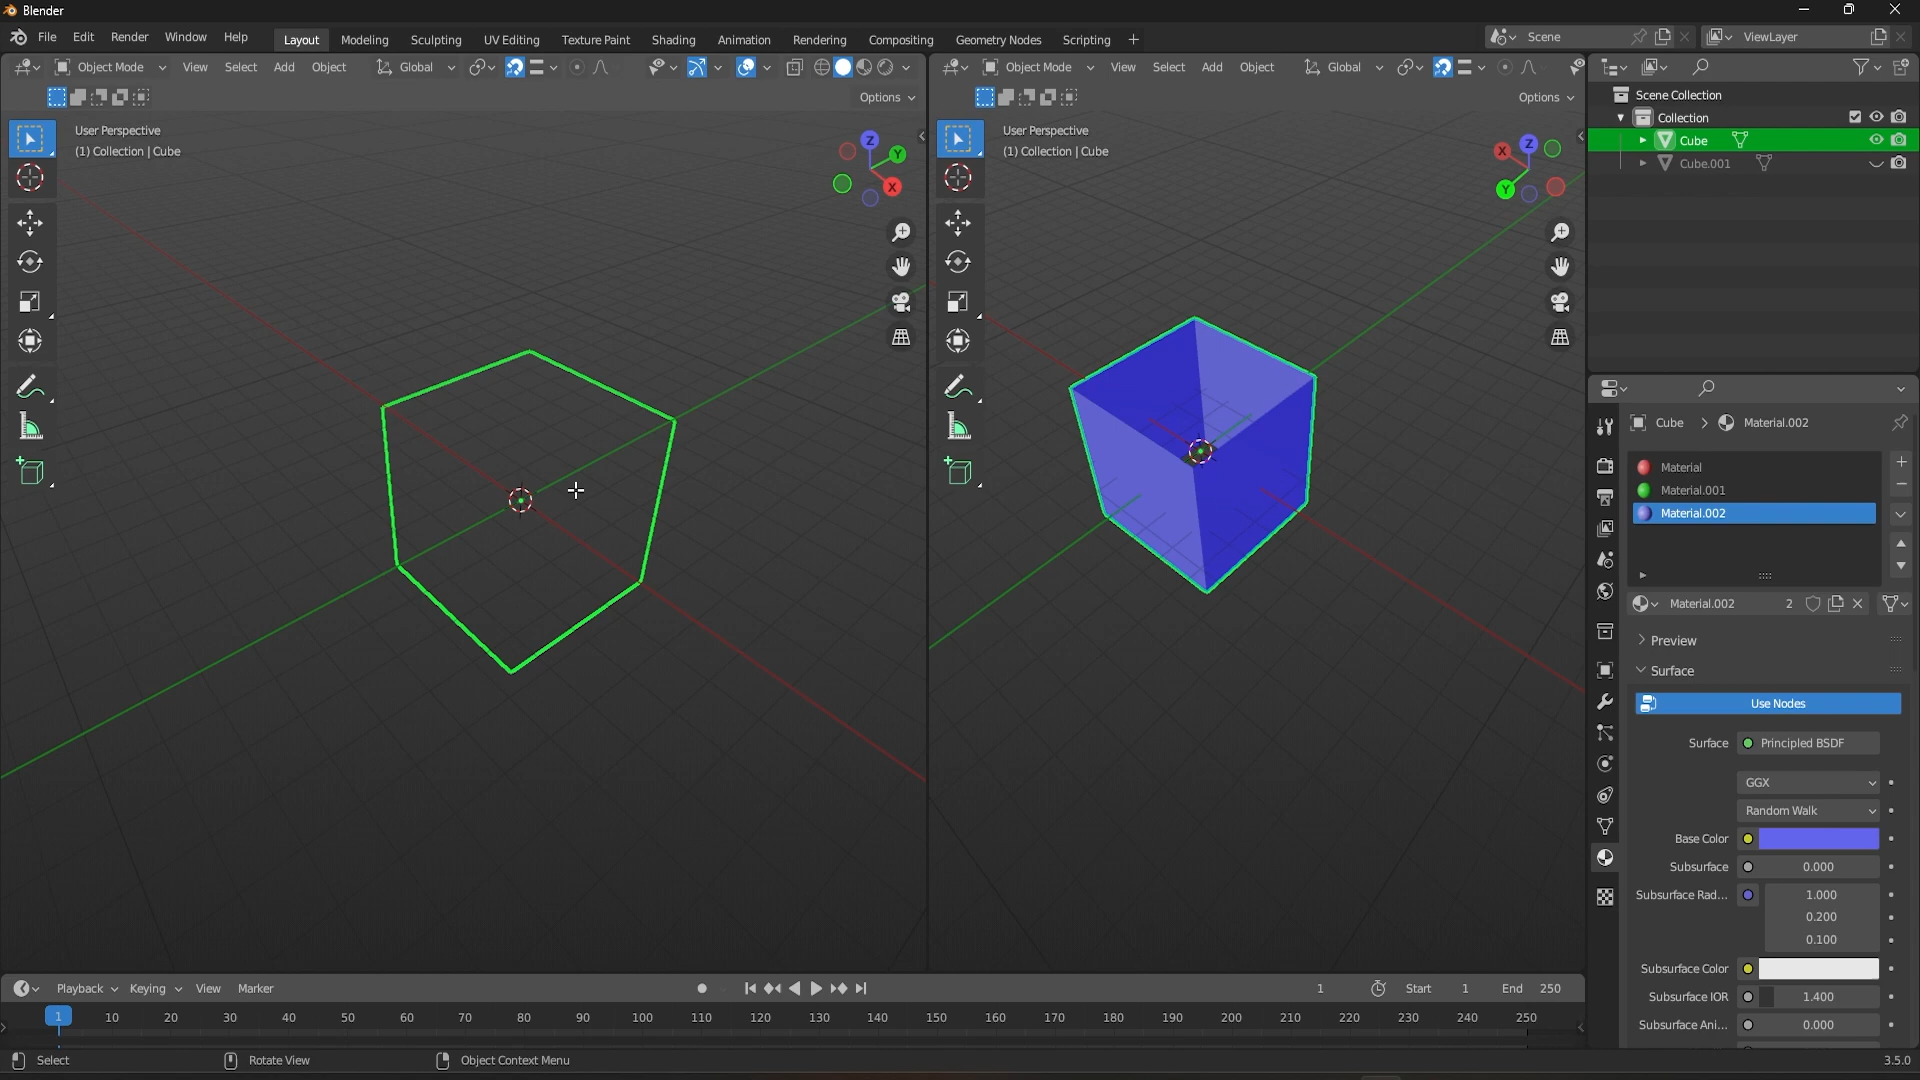 Blender
File Edit Render Window Help Layout Modeling Sculpting UV Editing Texture Paint Shading Animation Rendering Compositing Geometry Nodes Scripting + Scene ViewLayer
Object Mode View Select Add Object Global
Object Mode View Select Add Object Global
Options
Options
User Perspective
(1) Collection | Cube
Z
Y
X
User Perspective
(1) Collection | Cube
Z
X
Y
Scene Collection
Collection
Cube
Cube.001
Cube > Material.002
Material
Material.001
Material.002
Material.002 2
Preview
Surface
Use Nodes
Surface Principled BSDF
GGX
Random Walk
Base Color
Subsurface 0.000
Subsurface Rad... 1.000
0.200
0.100
Subsurface Color
Subsurface IOR 1.400
Subsurface Ani... 0.000
Playback Keying View Marker 1 Start 1 End 250
1 10 20 30 40 50 60 70 80 90 100 110 120 130 140 150 160 170 180 190 200 210 220 230 240 250
Select Rotate View Object Context Menu 3.5.0